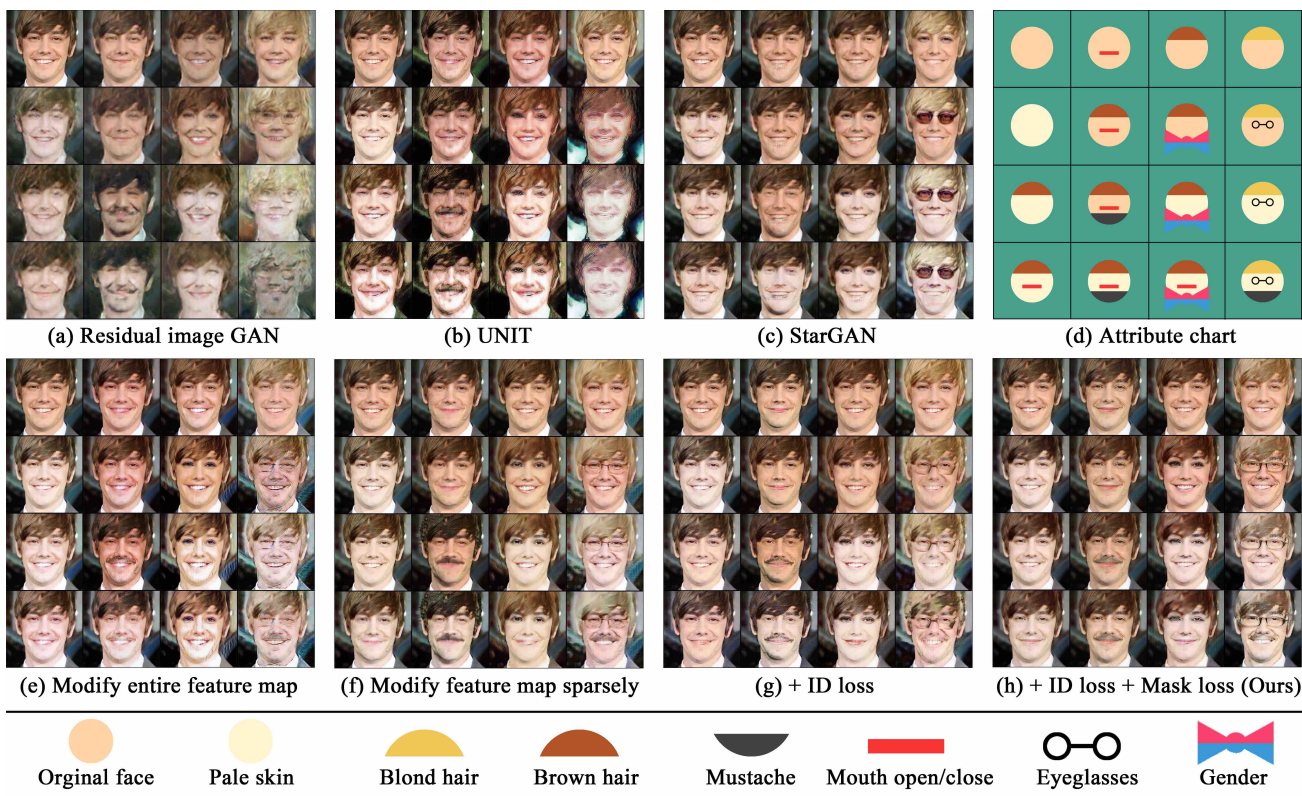 (a) Residual image GAN
(b) UNIT
(c) StarGAN
(d) Attribute chart
(e) Modify entire feature map
(f) Modify feature map sparsely
(g) + ID loss
(h) + ID loss + Mask loss (Ours)
Orginal face
Pale skin
Blond hair
Brown hair
Mustache
Mouth open/close
Eyeglasses
Gender